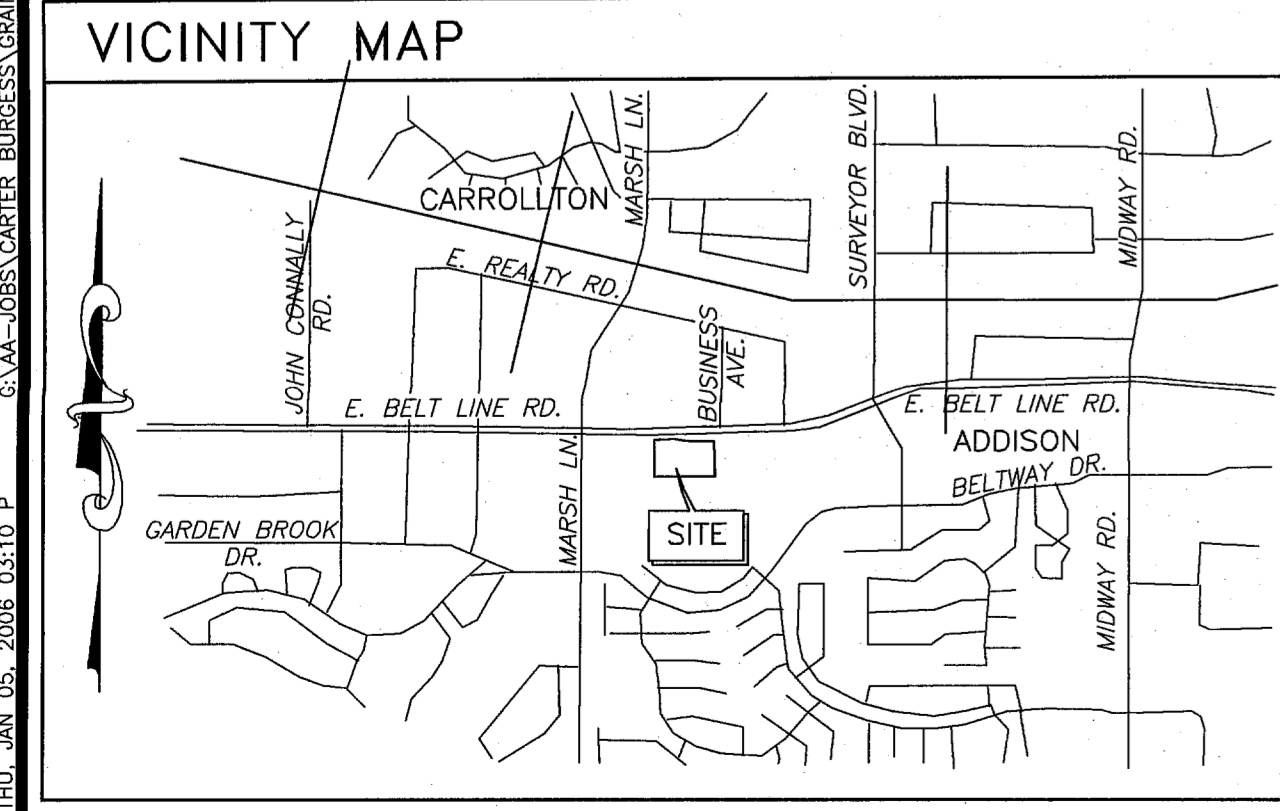 VICINITY MAP
G:\AA-JOBS\CARTER BURGESS\GRAI
THU, JAN 05, 2006 03:10 P
CARROLLTON
MARSH LN.
SURVEYOR BLVD.
MIDWAY RD.
JOHN CONNALLY
RD.
E. REALTY RD.
BUSINESS
AVE.
E. BELT LINE RD.
E. BELT LINE RD.
ADDISON
BELTWAY DR.
MARSH LN.
SITE
GARDEN BROOK
DR.
MIDWAY RD.